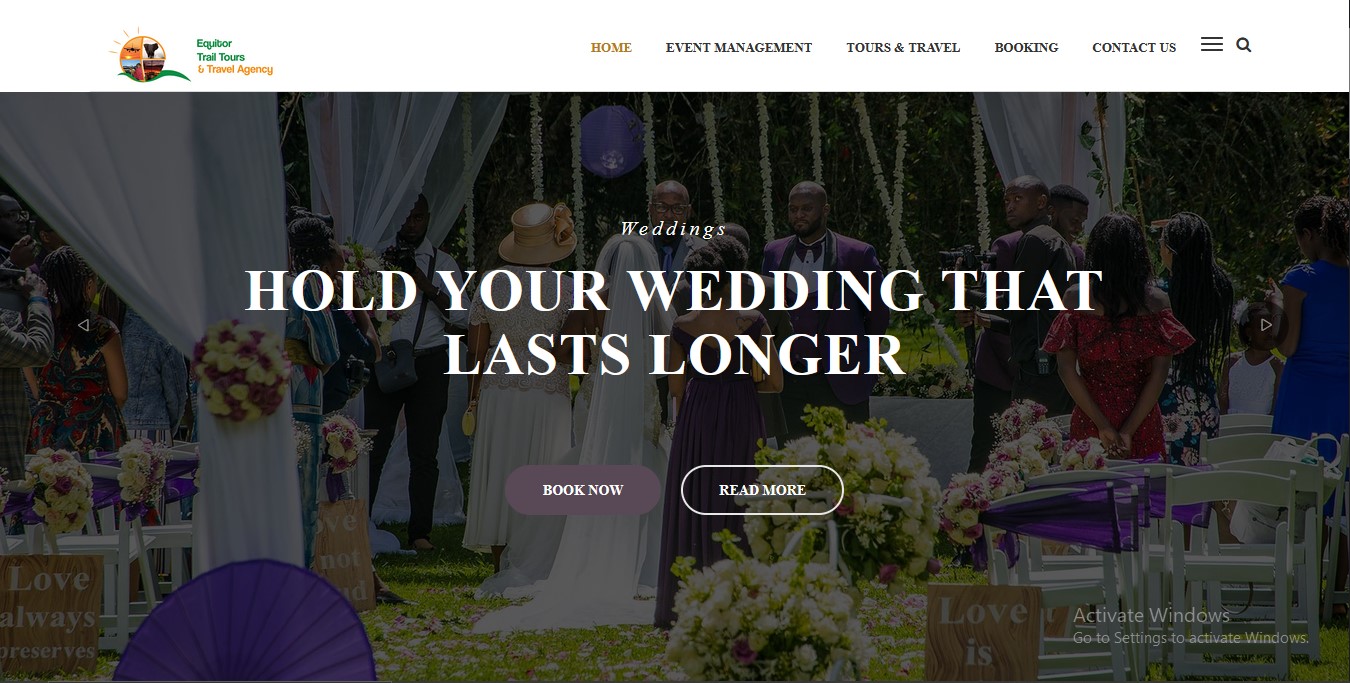 Equitor
Trail Tours
& Travel Agency
HOME EVENT MANAGEMENT TOURS & TRAVEL BOOKING CONTACT US
Weddings
HOLD YOUR WEDDING THAT
LASTS LONGER
BOOK NOW READ MORE
Love
always
preserves
not
Love
is
Activate Windows
Go to Settings to activate Windows.